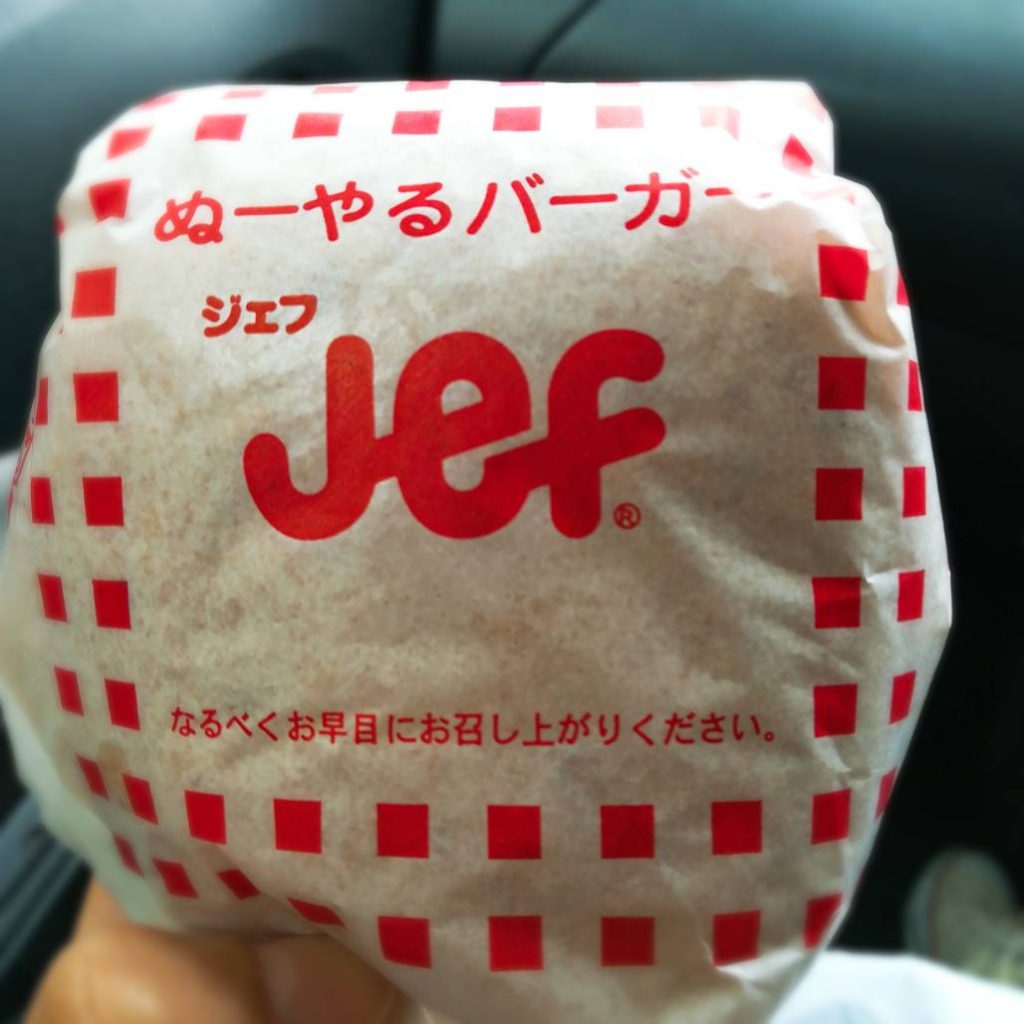 ぬーやるバーガー
ジェフ
Jef®
なるべくお早目にお召し上がりください。